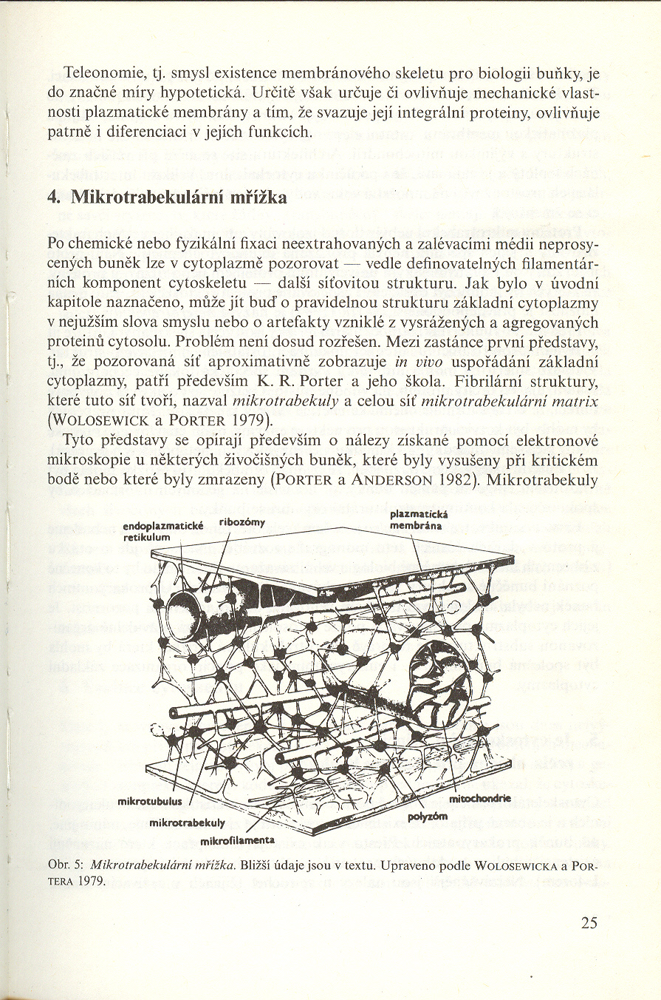 Teleonomie, tj. smysl existence membránového skeletu pro biologii buňky, je
do značné míry hypotetická. Určitě však určuje či ovlivňuje mechanické vlast-
nosti plazmatické membrány a tím, že svazuje její integrální proteiny, ovlivňuje
patrně i diferenciaci v jejích funkcích.
4. Mikrotrabekulární mřížka
Po chemické nebo fyzikální fixaci neextrahovaných a zalévacími médii neprosy-
cených buněk lze v cytoplazmě pozorovat — vedle definovatelných filamentár-
ních komponent cytoskeletu — další síťovitou strukturu. Jak bylo v úvodní
kapitole naznačeno, může jít buď o pravidelnou strukturu základní cytoplazmy
v nejužším slova smyslu nebo o artefakty vzniklé z vysrážených a agregovaných
proteinů cytosolu. Problém není dosud rozřešen. Mezi zastánce první představy,
tj., že pozorovaná síť aproximativně zobrazuje in vivo uspořádání základní
cytoplazmy, patří především K. R. Porter a jeho škola. Fibrilární struktury,
které tuto síť tvoří, nazval mikrotrabekuly a celou síť mikrotrabekulární matrix
(WOLOSEWICK a PORTER 1979).
Tyto představy se opírají především o nálezy získané pomocí elektronové
mikroskopie u některých živočišných buněk, které byly vysušeny při kritickém
bodě nebo které byly zmrazeny (PORTER a ANDERSON 1982). Mikrotrabekuly
endoplazmatické
retikulum
ribozómy
plazmatická
membrána
mikrotubulus
mikrotrabekuly
mikrofilamenta
polyzóm
mitochondrie
Obr. 5: Mikrotrabekulární mřížka. Bližší údaje jsou v textu. Upraveno podle WOLOSEWICKA a POR-
TERA 1979.
25